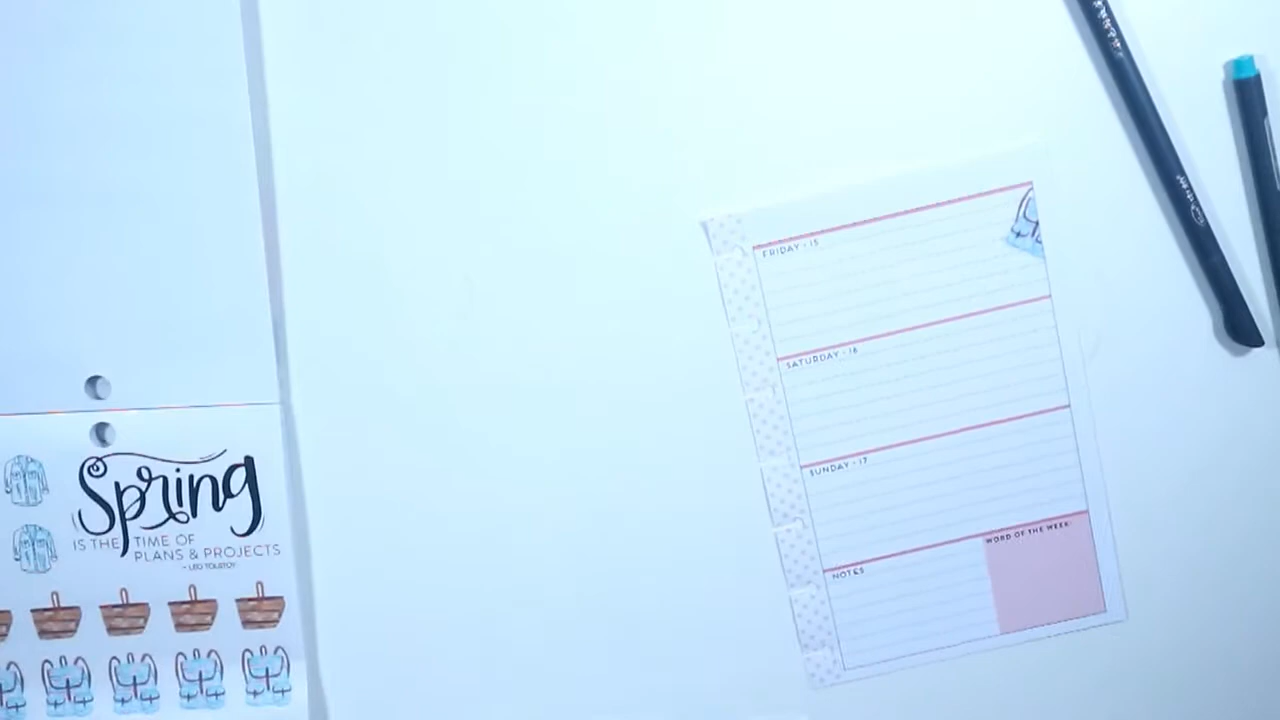 Spring
IS THE TIME OF
PLANS & PROJECTS
- LEO TOLSTOY
FRIDAY • 15
SATURDAY • 16
SUNDAY • 17
NOTES
WORD OF THE WEEK: